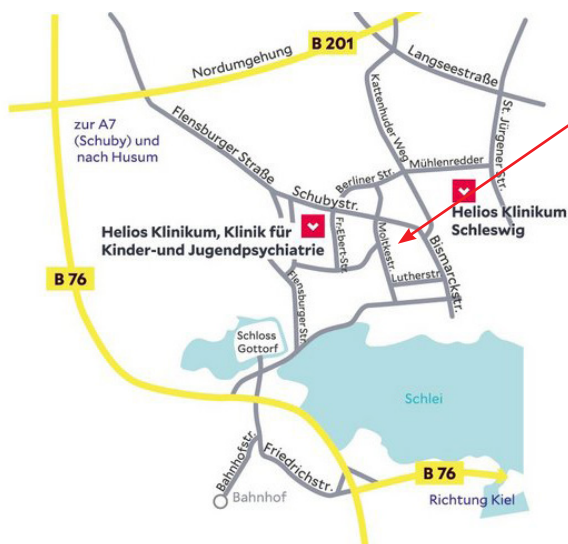 B 201
Nordumgehung
Langseestraße
zur A7
(Schuby) und
nach Husum
Flensburger Straße
Kattenhuder Weg
St. Jürgener Str.
Mühlenredder
Berliner Str.
Schubystr.
Helios Klinikum
Schleswig
Helios Klinikum, Klinik für
Kinder-und Jugendpsychiatrie
Fr.-Ebert-Str.
Moltkestr.
Bismarckstr.
Lutherstr.
Flensburger Str.
B 76
Schloss
Gottorf
Schlei
Bahnhofstr.
Friedrichstr.
B 76
Bahnhof
Richtung Kiel